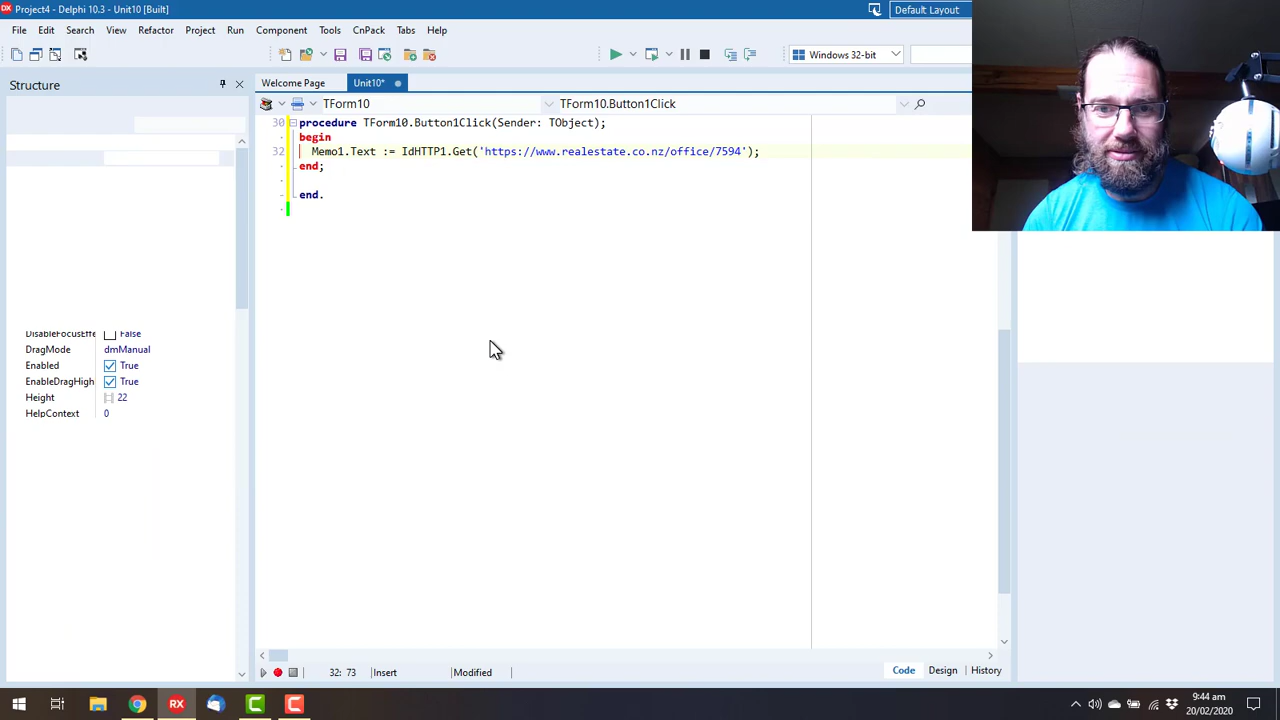 Project4 - Delphi 10.3 - Unit10 [Built]
Default Layout
File Edit Search View Refactor Project Run Component Tools CnPack Tabs Help
Windows 32-bit
Structure
Welcome Page Unit10*
TForm10 TForm10.Button1Click
30 procedure TForm10.Button1Click(Sender: TObject);
begin
32 Memo1.Text := IdHTTP1.Get('https://www.realestate.co.nz/office/7594');
end;
end.
DisableFocusEffe False
DragMode dmManual
Enabled True
EnableDragHigh True
Height 22
HelpContext 0
32: 73 Insert Modified
Code Design History
9:44 am
20/02/2020